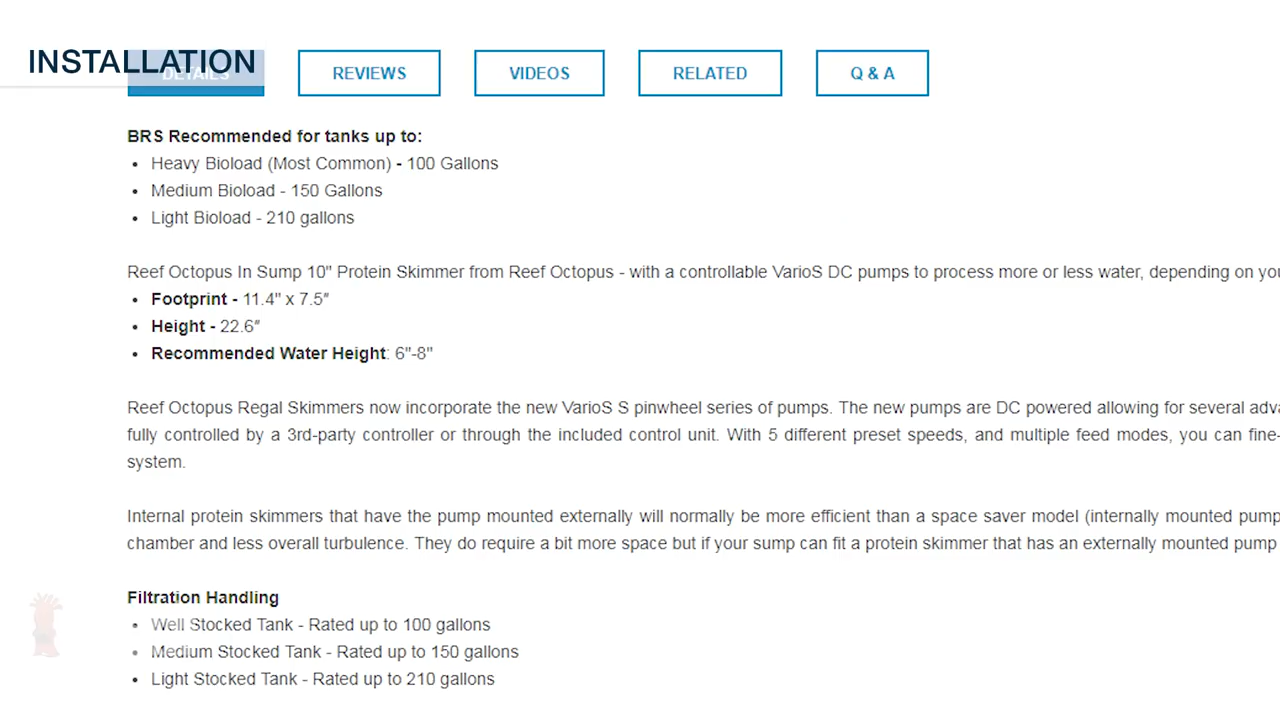 INSTALLATION
DETAILS
REVIEWS
VIDEOS
RELATED
Q & A
BRS Recommended for tanks up to:
• Heavy Bioload (Most Common) - 100 Gallons
• Medium Bioload - 150 Gallons
• Light Bioload - 210 gallons
Reef Octopus In Sump 10" Protein Skimmer from Reef Octopus - with a controllable VarioS DC pumps to process more or less water, depending on
• Footprint - 11.4" x 7.5″
• Height - 22.6″
• Recommended Water Height: 6"-8"
Reef Octopus Regal Skimmers now incorporate the new VarioS S pinwheel series of pumps. The new pumps are DC powered allowing for several
fully controlled by a 3rd-party controller or through the included control unit. With 5 different preset speeds, and multiple feed modes, you can fine-
system.
Internal protein skimmers that have the pump mounted externally will normally be more efficient than a space saver model (internally mounted pump
chamber and less overall turbulence. They do require a bit more space but if your sump can fit a protein skimmer that has an externally mounted pump
Filtration Handling
• Well Stocked Tank - Rated up to 100 gallons
• Medium Stocked Tank - Rated up to 150 gallons
• Light Stocked Tank - Rated up to 210 gallons